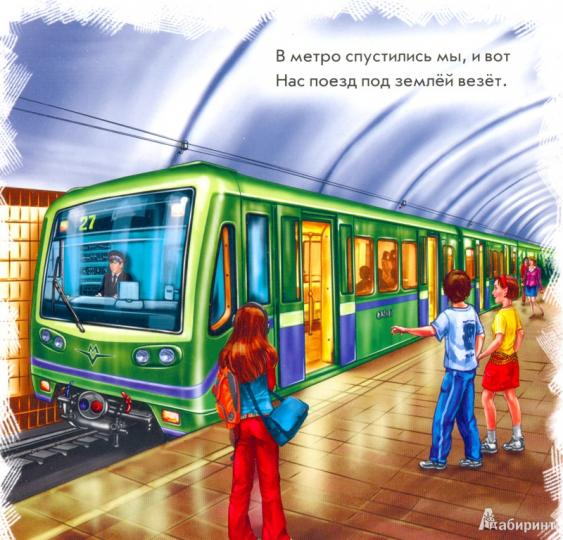 В метро спустились мы, и вот
Нас поезд под землёй везёт.
27
Лабиринт